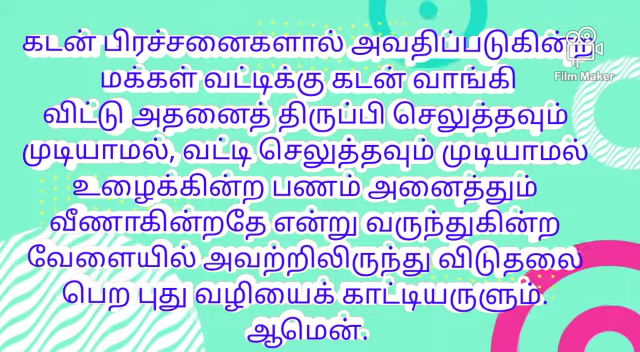 கடன் பிரச்சனைகளால் அவதிப்படுகின்ற
மக்கள் வட்டிக்கு கடன் வாங்கி
விட்டு அதனைத் திருப்பி செலுத்தவும்
முடியாமல், வட்டி செலுத்தவும் முடியாமல்
உழைக்கின்ற பணம் அனைத்தும்
வீணாகின்றதே என்று வருந்துகின்ற
வேளையில் அவற்றிலிருந்து விடுதலை
பெற புது வழியைக் காட்டியருளும்.
ஆமென்.
Film Maker